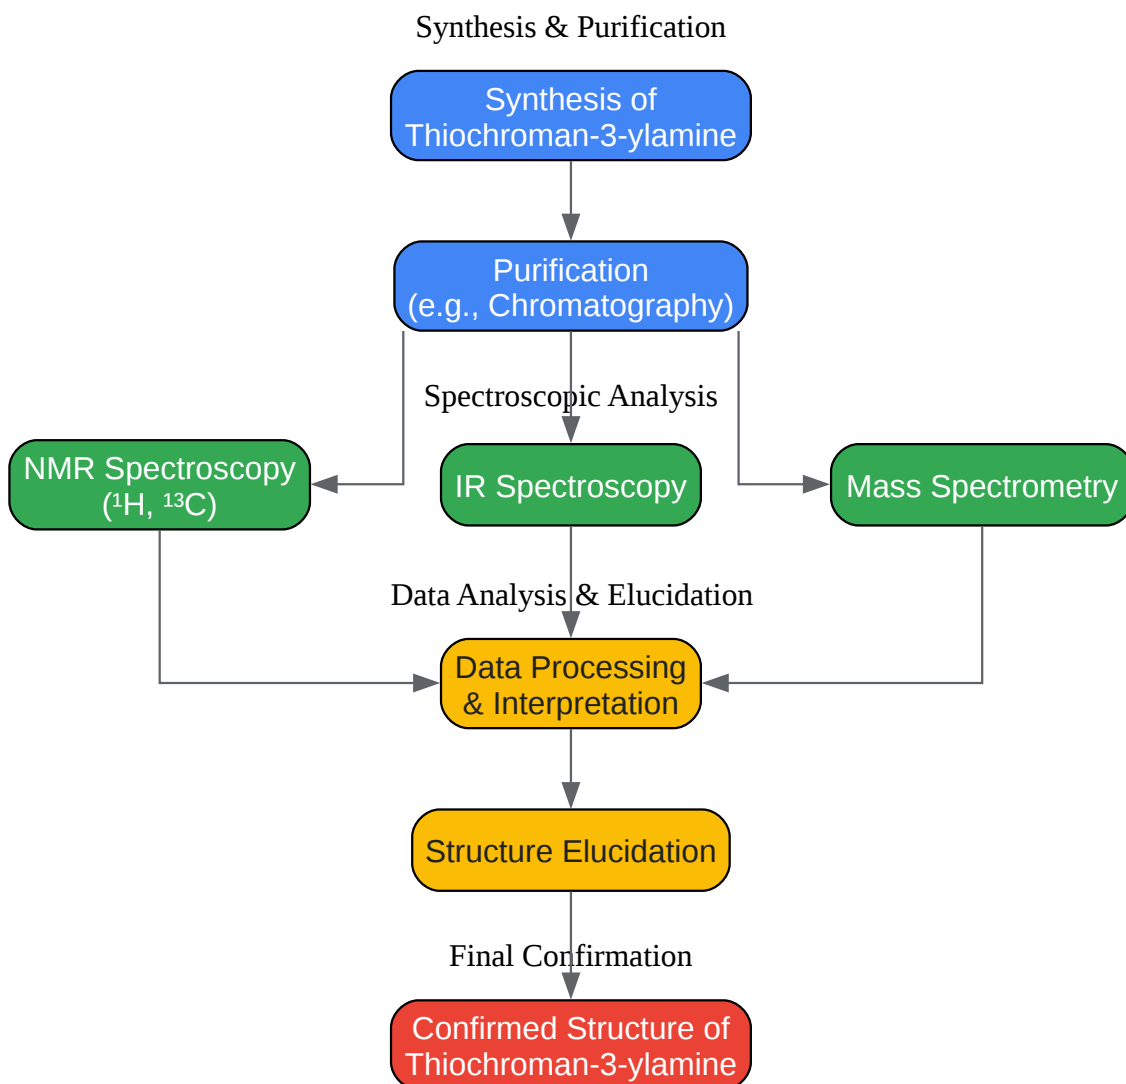 Synthesis & Purification
Synthesis of
Thiochroman-3-ylamine
Purification
(e.g., Chromatography)
Spectroscopic Analysis
NMR Spectroscopy
(¹H, ¹³C)
IR Spectroscopy
Mass Spectrometry
Data Analysis & Elucidation
Data Processing
& Interpretation
Structure Elucidation
Final Confirmation
Confirmed Structure of
Thiochroman-3-ylamine